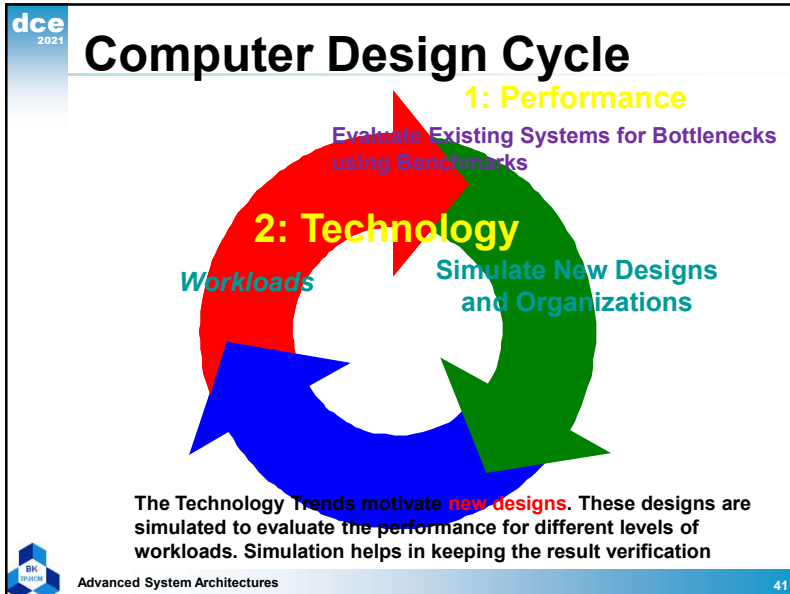 dce
2021
Computer Design Cycle
1: Performance
Evaluate Existing Systems for Bottlenecks
using Benchmarks
2: Technology
Workloads
Simulate New Designs
and Organizations
The Technology Trends motivate new designs. These designs are
simulated to evaluate the performance for different levels of
workloads. Simulation helps in keeping the result verification
BK
TP.HCM
Advanced System Architectures
41